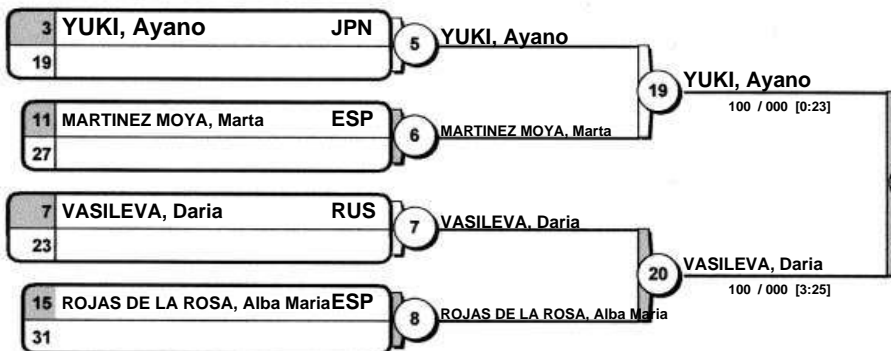 3 YUKI, Ayano JPN
19
5 YUKI, Ayano
11 MARTINEZ MOYA, Marta ESP
27
6 MARTINEZ MOYA, Marta
19 YUKI, Ayano
100 / 000 [0:23]
7 VASILEVA, Daria RUS
23
7 VASILEVA, Daria
15 ROJAS DE LA ROSA, Alba Maria ESP
31
8 ROJAS DE LA ROSA, Alba Maria
20 VASILEVA, Daria
100 / 000 [3:25]